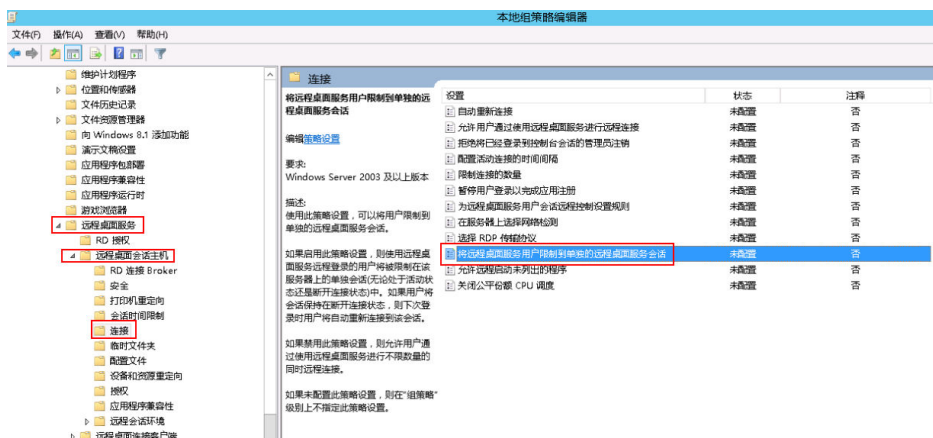 本地组策略编辑器
文件(F) 操作(A) 查看(V) 帮助(H)
维护计划程序
位置和传感器
文件历史记录
文件资源管理器
向 Windows 8.1 添加功能
演示文稿设置
应用程序包部署
应用程序兼容性
应用程序运行时
游戏浏览器
远程桌面服务
RD 授权
远程桌面会话主机
RD 连接 Broker
安全
打印机重定向
会话时间限制
连接
临时文件夹
配置文件
设备和资源重定向
授权
应用程序兼容性
远程会话环境
远程桌面连接客户端
连接
将远程桌面服务用户限制到单独的远
程桌面服务会话
编辑策略设置
要求:
Windows Server 2003 及以上版本
描述:
使用此策略设置，可以将用户限制到
单独的远程桌面服务会话。
如果启用此策略设置，则使用远程桌
面服务远程登录的用户将被限制在该
服务器上的单独会话(无论处于活动状
态还是断开连接状态)中。如果用户将
会话保持在断开连接状态，则下次登
录时用户将自动重新连接到该会话。
如果禁用此策略设置，则允许用户通
过使用远程桌面服务进行不限数量的
同时远程连接。
如果未配置此策略设置，则在"组策略"
级别上不指定此策略设置。
设置 状态 注释
自动重新连接 未配置 否
允许用户通过使用远程桌面服务进行远程连接 未配置 否
拒绝将已经登录到控制台会话的管理员注销 未配置 否
配置活动连接的时间间隔 未配置 否
限制连接的数量 未配置 否
暂停用户登录以完成应用注册 未配置 否
为远程桌面服务用户会话远程控制设置规则 未配置 否
在服务器上选择网络检测 未配置 否
选择 RDP 传输协议 未配置 否
将远程桌面服务用户限制到单独的远程桌面服务会话 未配置 否
允许远程启动未列出的程序 未配置 否
关闭公平份额 CPU 调度 未配置 否